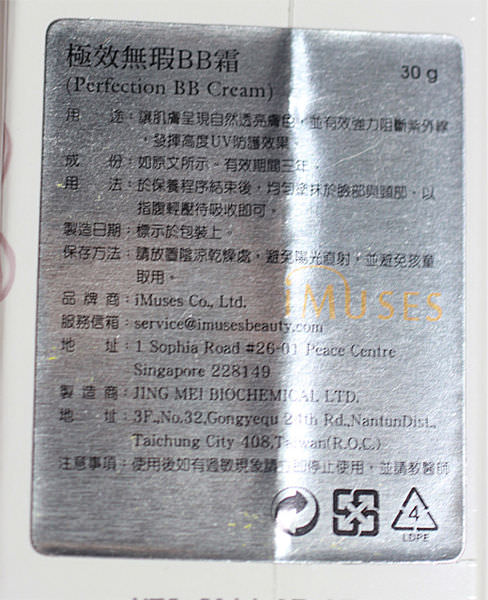 極效無瑕BB霜
(Perfection BB Cream) 30 g
用　　途：讓肌膚呈現自然透亮膚色，並有效強力阻斷紫外線
，發揮高度UV防護效果。
成　　份：如原文所示。有效期間三年。
用　　法：於保養程序結束後，均勻塗抹於臉部與頸部，以
指腹輕壓待吸收即可。
製造日期：標示於包裝上。
保存方法：請放置陰涼乾燥處，避免陽光直射，並避免孩童
取用。
iMUSES
品 牌 商：iMuses Co., Ltd.
服務信箱：service@imusesbeauty.com
地　　址：1 Sophia Road #26-01 Peace Centre
Singapore 228149
製 造 商：JING MEI BIOCHEMICAL LTD.
地　　址：3F.,No.32,Gongyequ 24th Rd.,NantunDist.,
Taichung City 408,Taiwan(R.O.C.)
注意事項：使用後如有過敏現象請立即停止使用，並請教醫師
4
LDPE